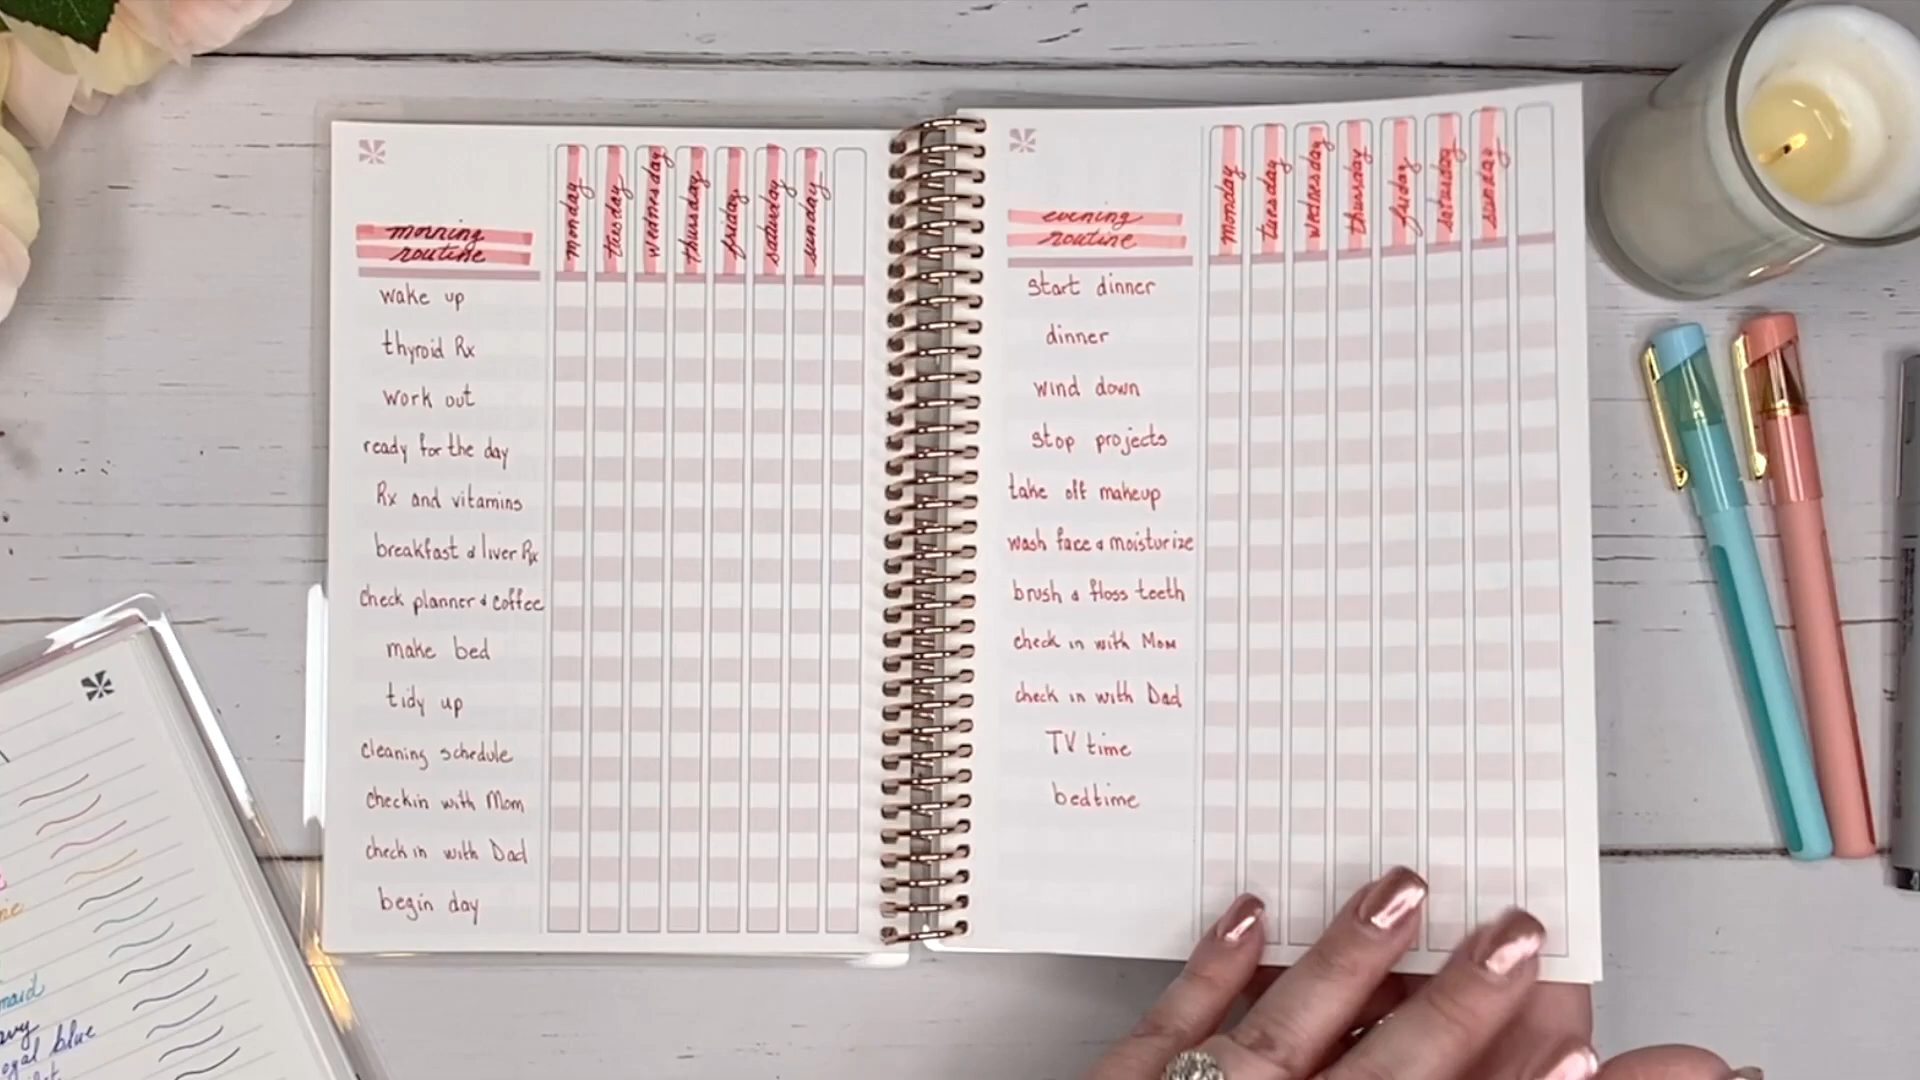 morning
routine
monday
tuesday
wednesday
thursday
friday
saturday
sunday
wake up
thyroid Rx
work out
ready for the day
Rx and vitamins
breakfast & liver Rx
check planner & coffee
make bed
tidy up
cleaning schedule
checkin with Mom
check in with Dad
begin day
evening
routine
monday
tuesday
wednesday
thursday
friday
saturday
sunday
start dinner
dinner
wind down
stop projects
take off makeup
wash face & moisturize
brush & floss teeth
check in with Mom
check in with Dad
TV time
bedtime
blue